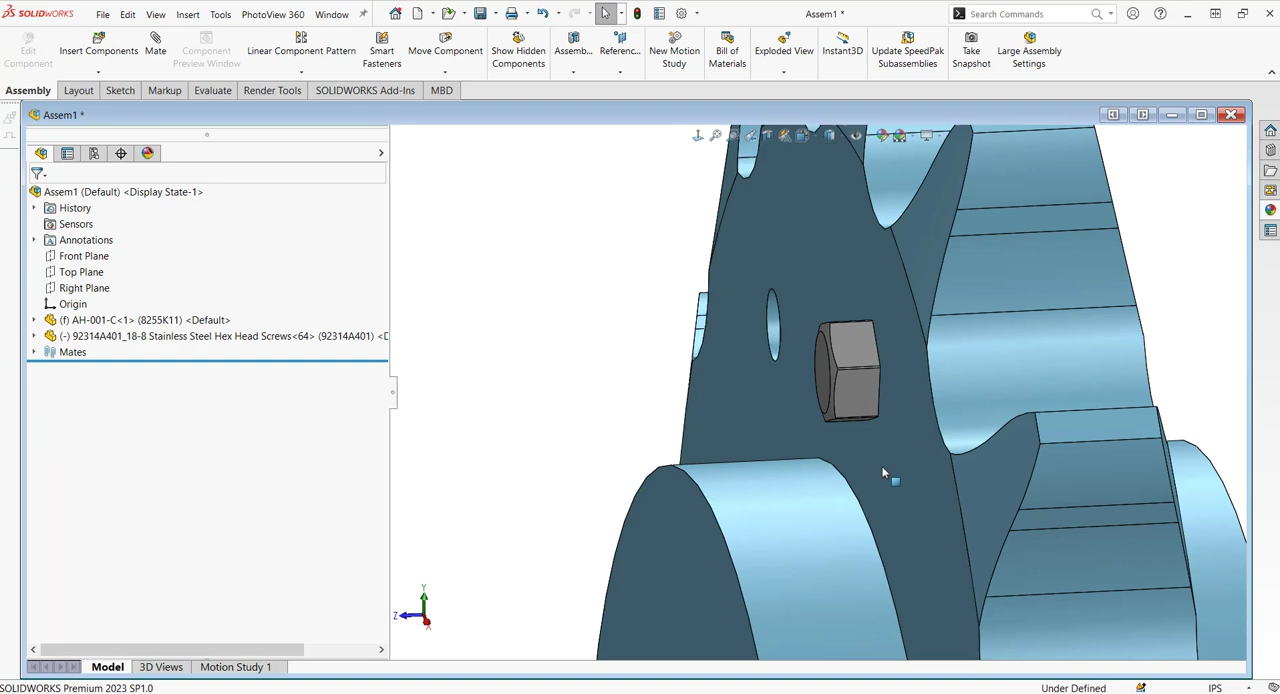 SOLIDWORKS File Edit View Insert Tools PhotoView 360 Window Assem1 * Search Commands
Edit Component
Insert Components
Mate
Component Preview Window
Linear Component Pattern
Smart Fasteners
Move Component
Show Hidden Components
Assemb...
Referenc...
New Motion Study
Bill of Materials
Exploded View
Instant3D
Update SpeedPak Subassemblies
Take Snapshot
Large Assembly Settings
Assembly Layout Sketch Markup Evaluate Render Tools SOLIDWORKS Add-Ins MBD
Assem1 *
Assem1 (Default) <Display State-1>
History
Sensors
Annotations
Front Plane
Top Plane
Right Plane
Origin
(f) AH-001-C<1> (8255K11) <Default>
(-) 92314A401_18-8 Stainless Steel Hex Head Screws<64> (92314A401) <D
Mates
Y
Z
X
Model 3D Views Motion Study 1
SOLIDWORKS Premium 2023 SP1.0 Under Defined IPS